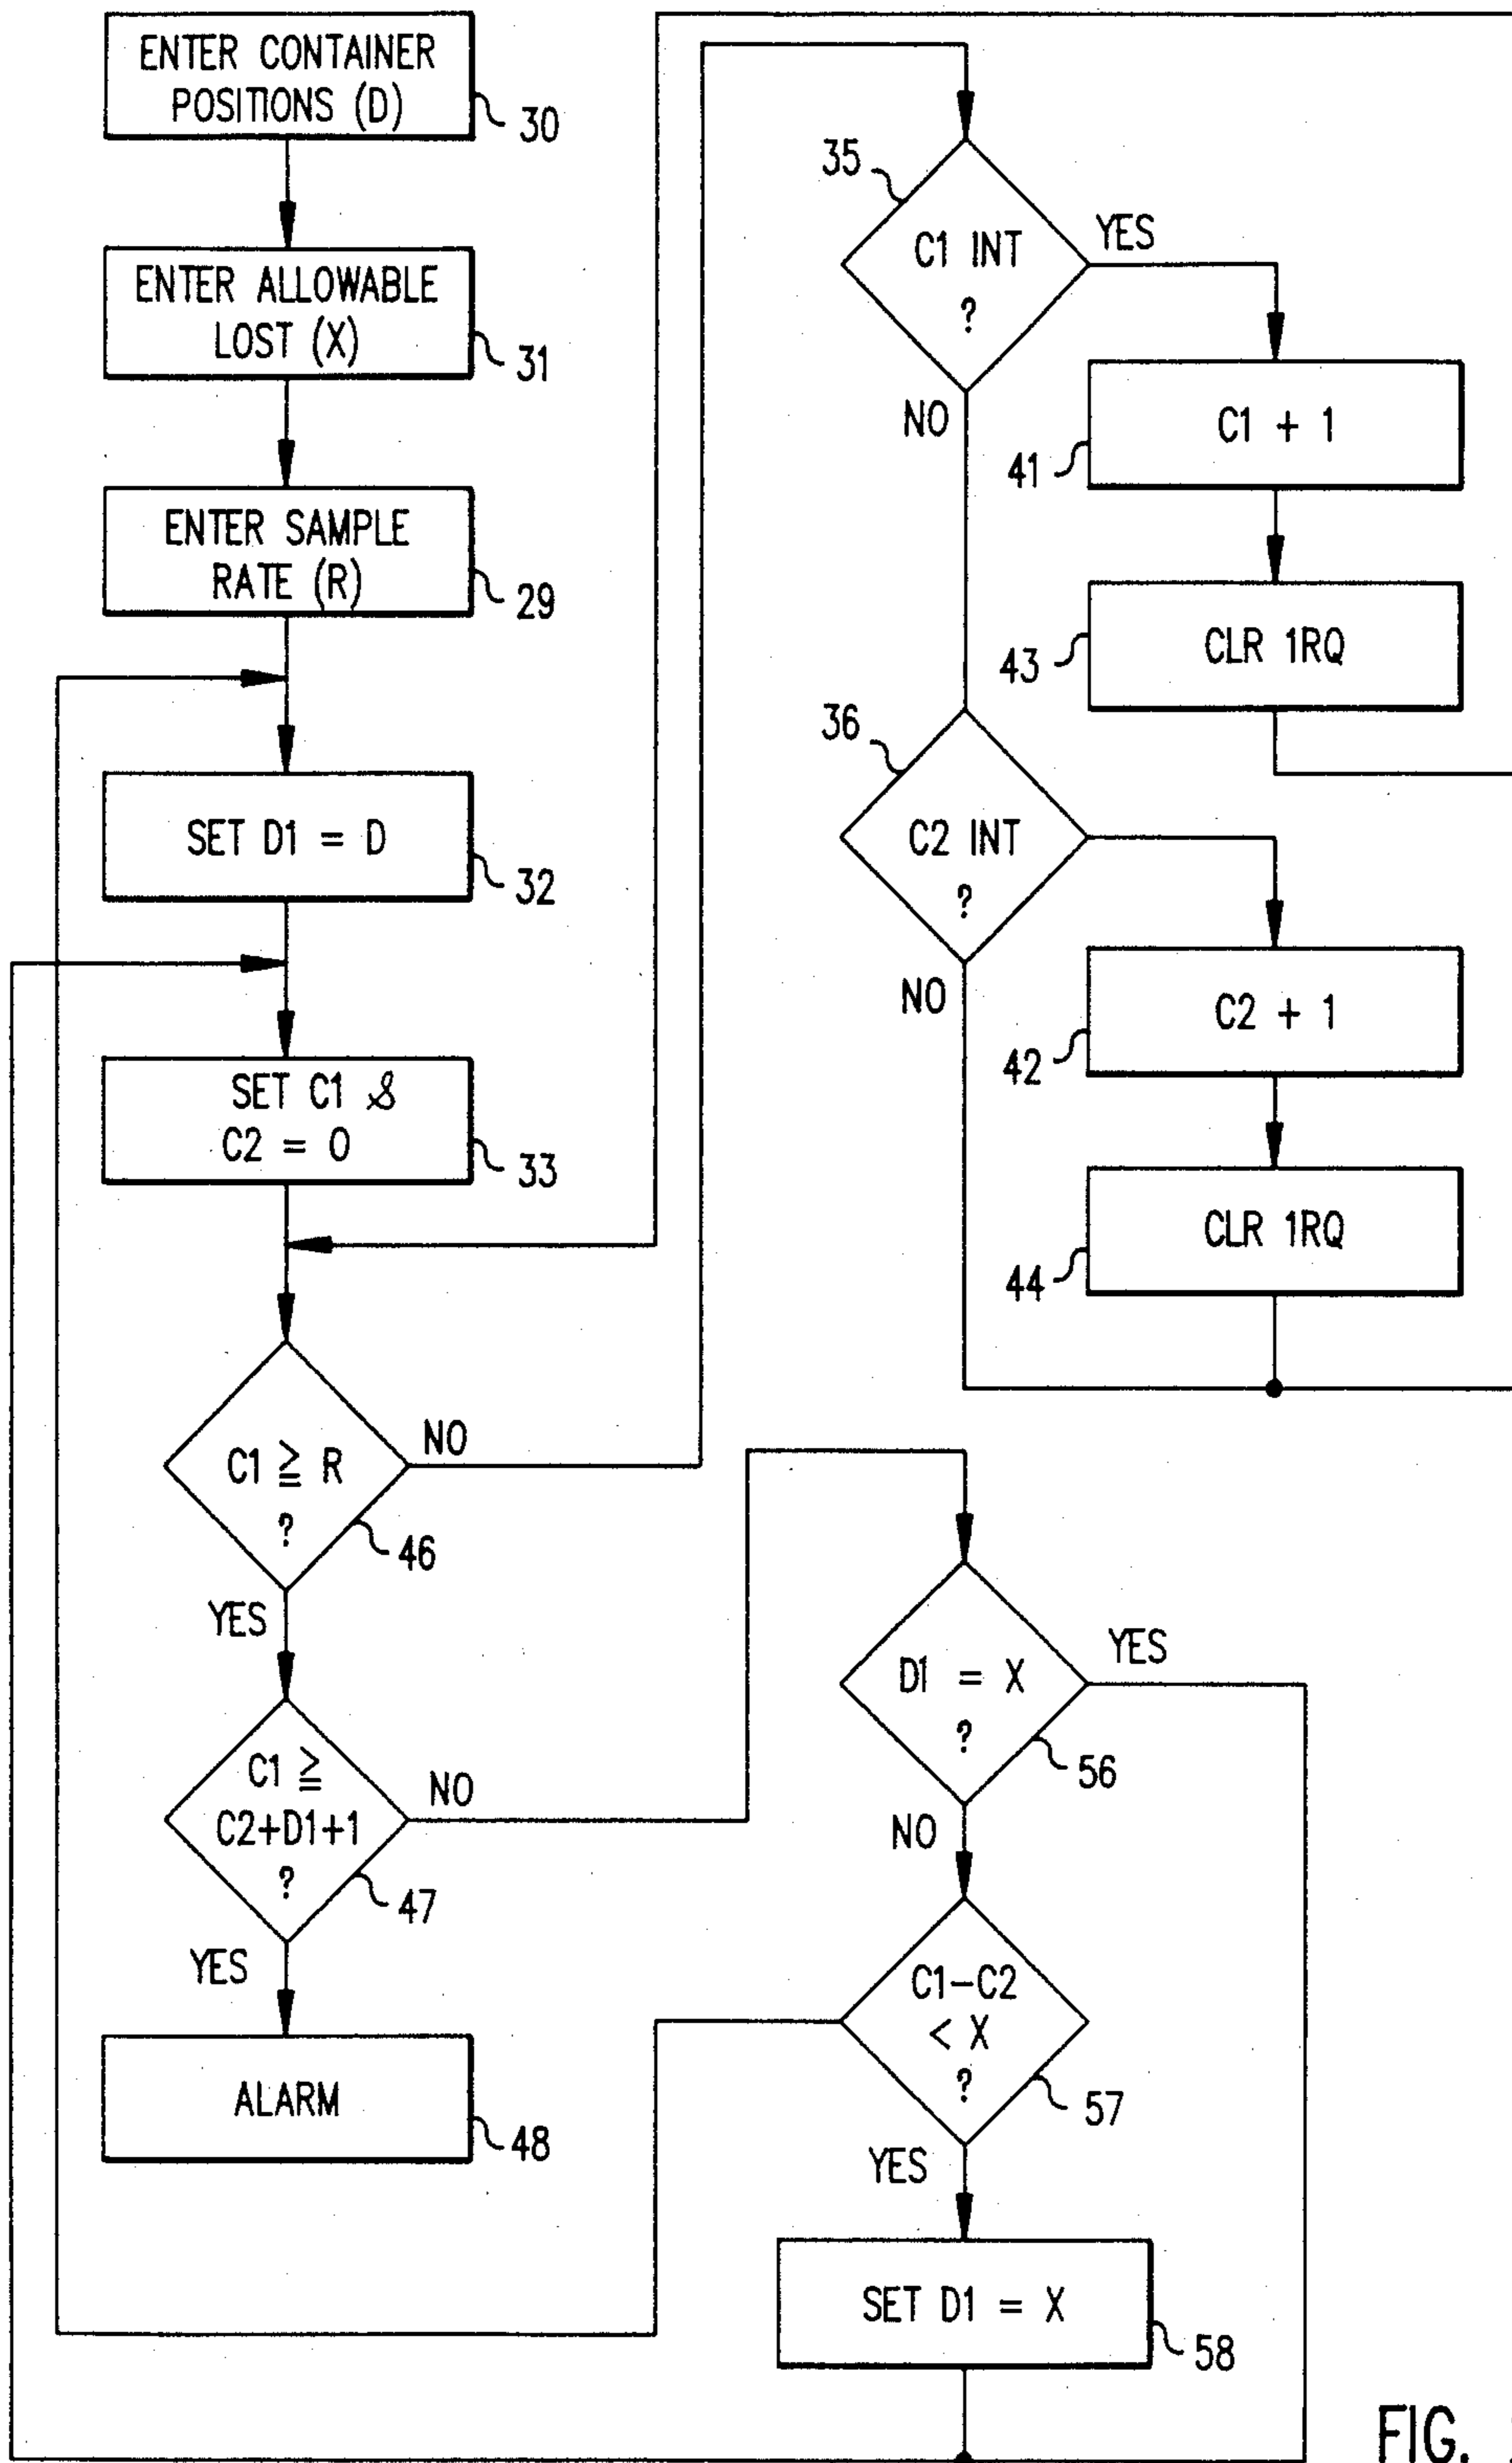 ENTER CONTAINER
POSITIONS (D)
30
ENTER ALLOWABLE
LOST (X)
31
ENTER SAMPLE
RATE (R)
29
SET D1 = D
32
SET C1 &
C2 = 0
33
C1 ≧ R
?
46
NO
YES
C1 ≧
C2+D1+1
?
47
NO
YES
ALARM
48
35
C1 INT
?
YES
NO
C1 + 1
41
CLR 1RQ
43
36
C2 INT
?
NO
C2 + 1
42
CLR 1RQ
44
D1 = X
?
56
YES
NO
C1-C2
< X
?
57
YES
SET D1 = X
58
FIG.